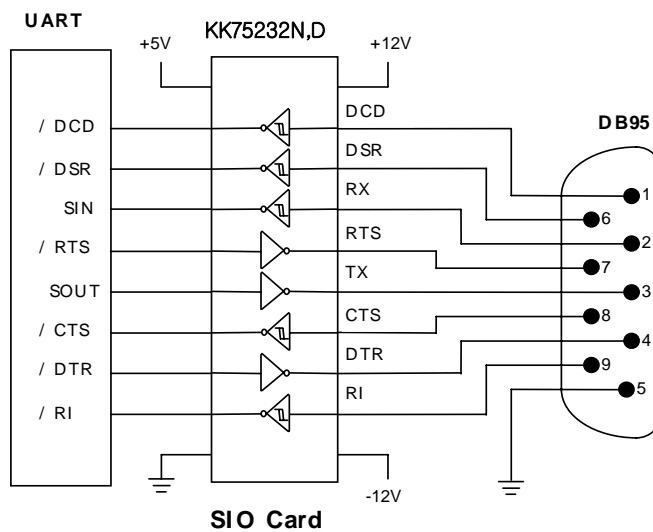 UART
KK75232N,D
+5V
+12V
/ DCD
DCD
DB95
/ DSR
DSR
1
SIN
RX
6
/ RTS
RTS
2
7
SOUT
TX
3
/ CTS
CTS
8
4
/ DTR
DTR
9
/ RI
RI
5
-12V
SIO Card